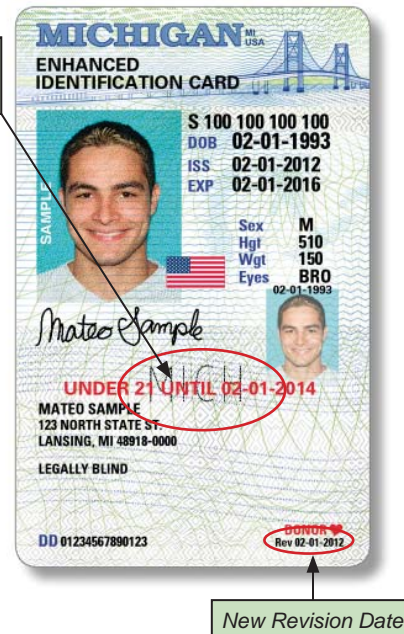 MICHIGAN MI USA
ENHANCED
IDENTIFICATION CARD
S 100 100 100 100
DOB 02-01-1993
ISS 02-01-2012
EXP 02-01-2016
SAMPLE
Sex M
Hgt 510
Wgt 150
Eyes BRO
02-01-1993
Mateo Sample
MICH
UNDER 21 UNTIL 02-01-2014
MATEO SAMPLE
123 NORTH STATE ST.
LANSING, MI 48918-0000
LEGALLY BLIND
DONOR
DD 01234567890123
Rev 02-01-2012
New Revision Date